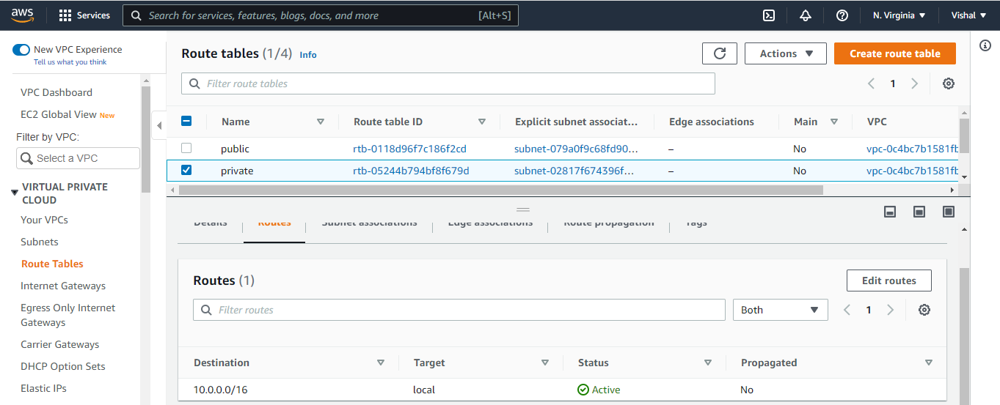 aws Services Search for services, features, blogs, docs, and more [Alt+S] N. Virginia Vishal
New VPC Experience
Tell us what you think
VPC Dashboard
EC2 Global View New
Filter by VPC:
Select a VPC
VIRTUAL PRIVATE
CLOUD
Your VPCs
Subnets
Route Tables
Internet Gateways
Egress Only Internet
Gateways
Carrier Gateways
DHCP Option Sets
Elastic IPs
Route tables (1/4) Info Actions Create route table
Filter route tables 1
Name Route table ID Explicit subnet associat... Edge associations Main VPC
public rtb-0118d96f7c186f2cd subnet-079a0f9c68fd90... – No vpc-0c4bc7b1581fb
private rtb-05244b794bf8f679d subnet-02817f674396f... – No vpc-0c4bc7b1581fb
Details Routes Subnet associations Edge associations Route propagation Tags
Routes (1) Edit routes
Filter routes Both 1
Destination Target Status Propagated
10.0.0.0/16 local Active No